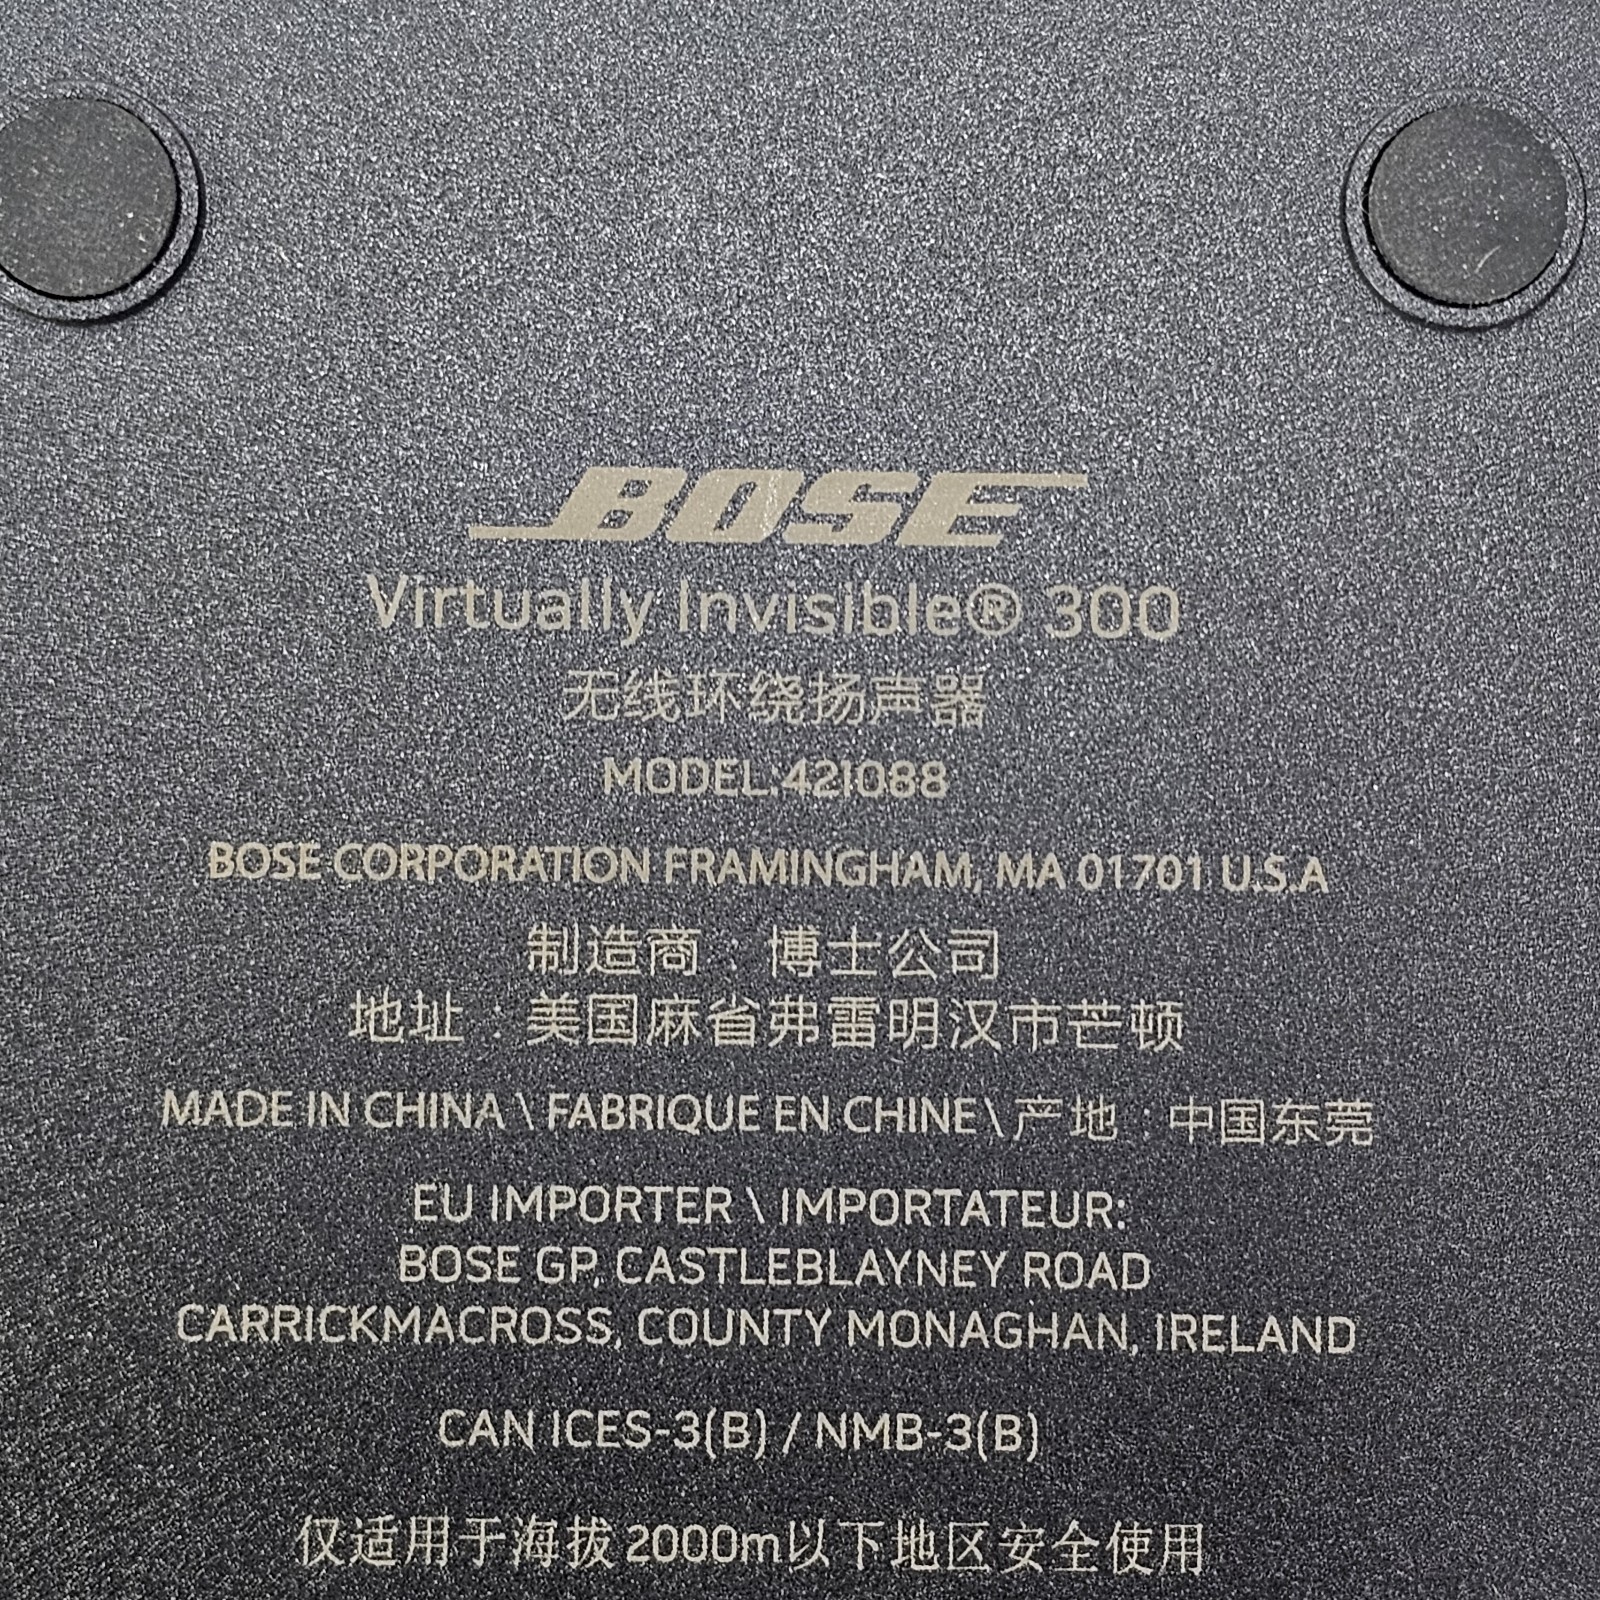 BOSE
Virtually Invisible® 300
无线环绕扬声器
MODEL:421088
BOSE CORPORATION FRAMINGHAM, MA 01701 U.S.A
制造商：博士公司
地址：美国麻省弗雷明汉市芒顿
MADE IN CHINA \ FABRIQUE EN CHINE \ 产地：中国东莞
EU IMPORTER \ IMPORTATEUR:
BOSE GP, CASTLEBLAYNEY ROAD
CARRICKMACROSS, COUNTY MONAGHAN, IRELAND
CAN ICES-3(B) / NMB-3(B)
仅适用于海拔2000m以下地区安全使用